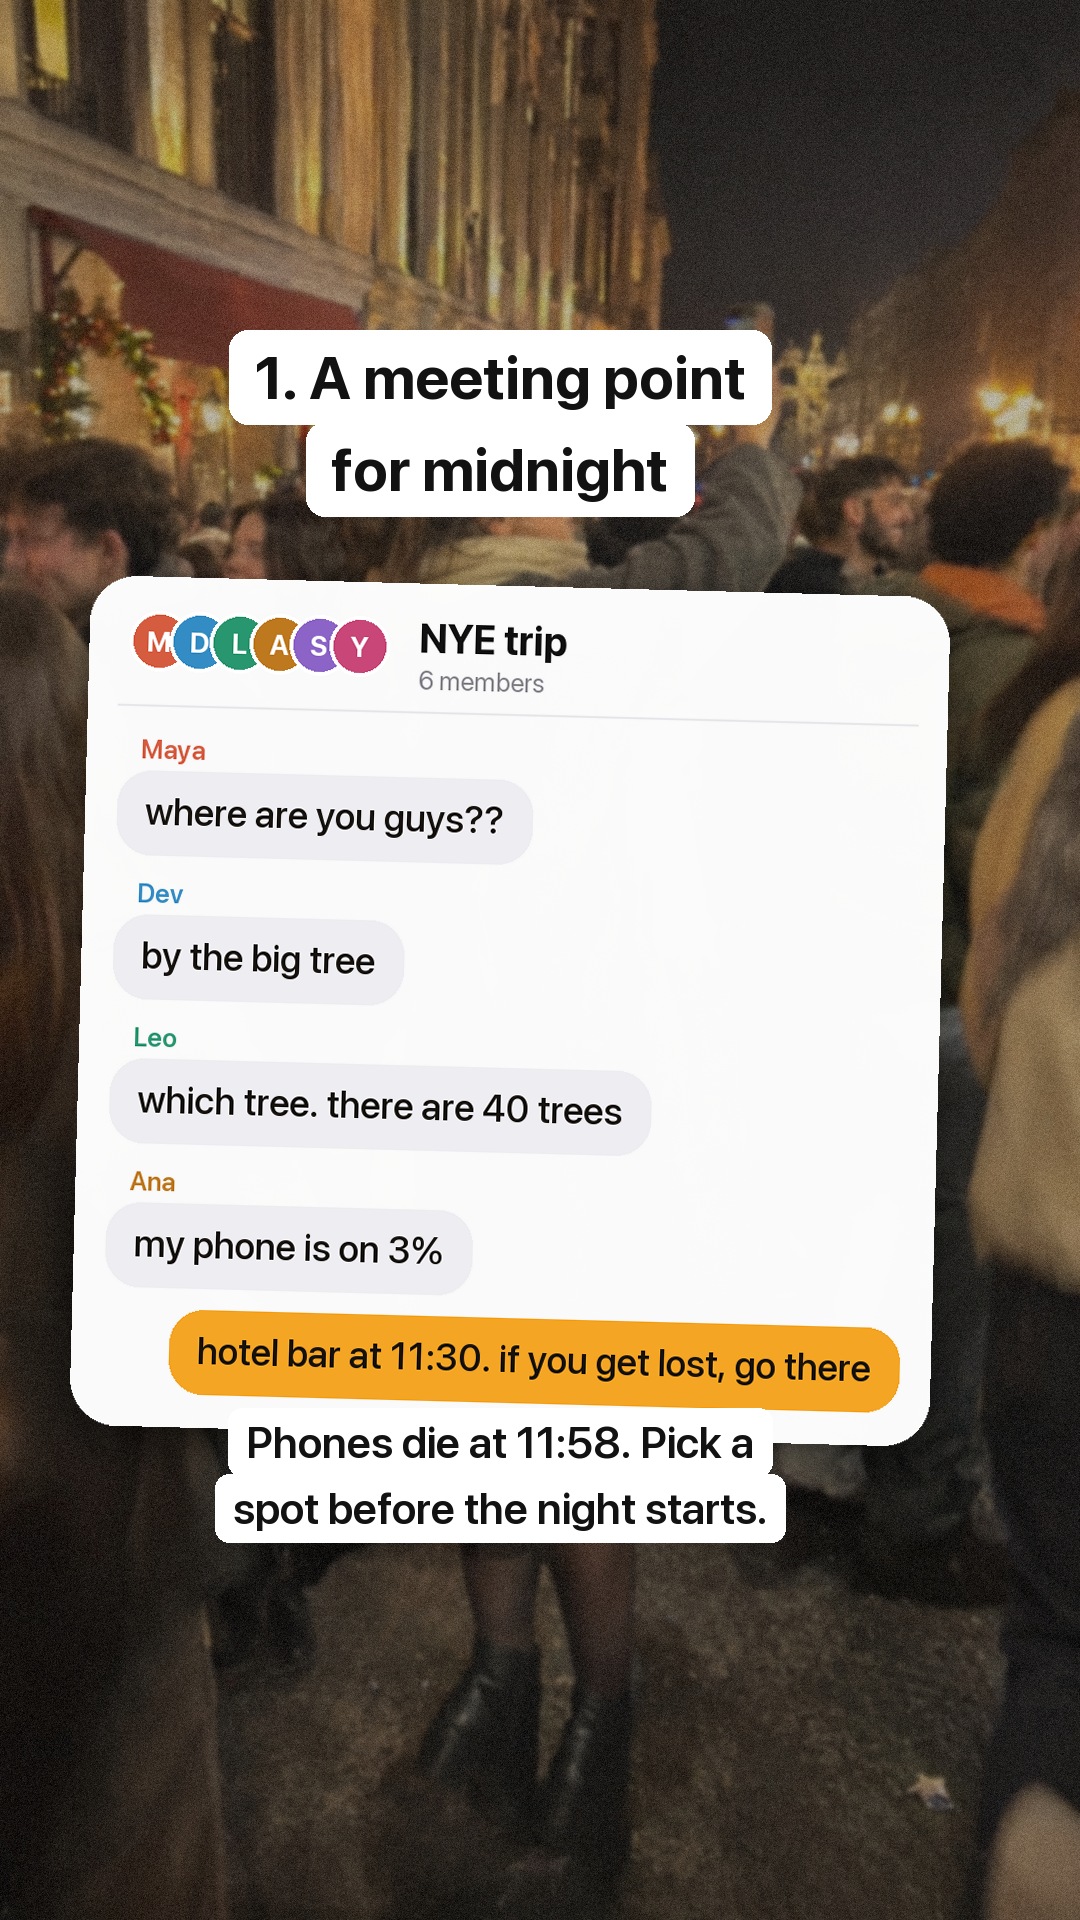 1. A meeting point
for midnight
M D L A S Y
NYE trip
6 members
Maya
where are you guys??
Dev
by the big tree
Leo
which tree. there are 40 trees
Ana
my phone is on 3%
hotel bar at 11:30. if you get lost, go there
Phones die at 11:58. Pick a
spot before the night starts.